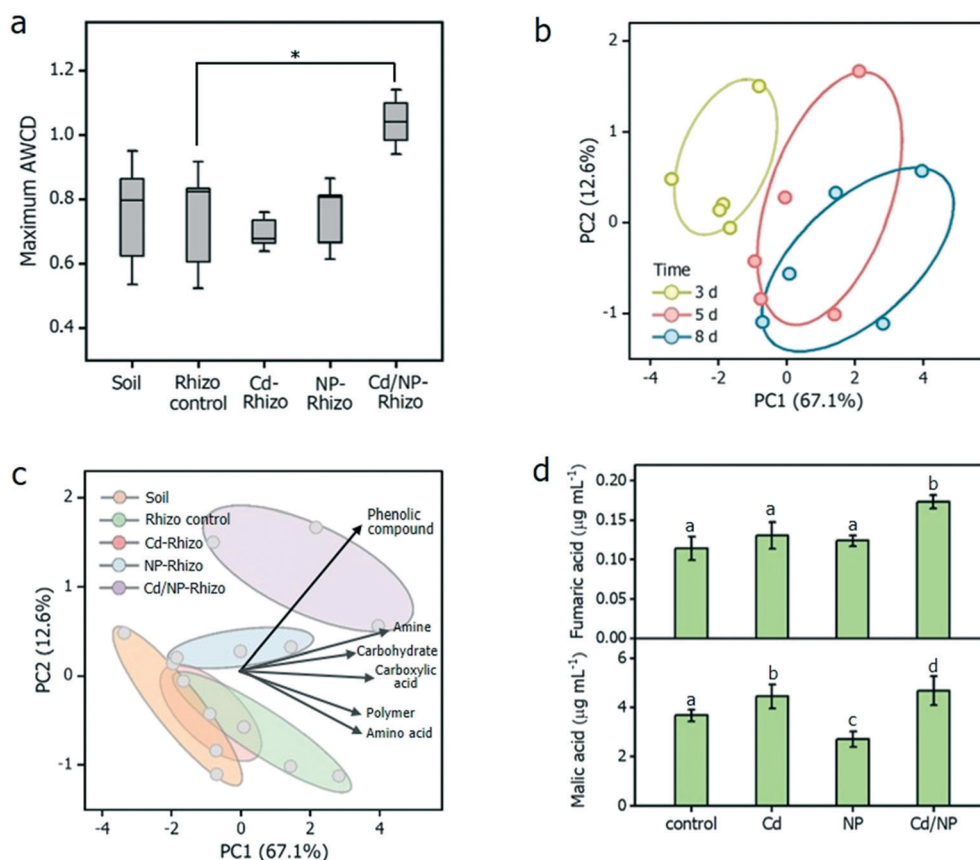 a
Maximum AWCD
1.2
1.0
0.8
0.6
0.4
*
Soil
Rhizo
control
Cd-
Rhizo
NP-
Rhizo
Cd/NP-
Rhizo
b
PC2 (12.6%)
2
1
0
-1
Time
3 d
5 d
8 d
-4 -2 0 2 4
PC1 (67.1%)
c
PC2 (12.6%)
2
1
0
-1
Soil
Rhizo control
Cd-Rhizo
NP-Rhizo
Cd/NP-Rhizo
Phenolic
compound
Amine
Carbohydrate
Carboxylic
acid
Polymer
Amino acid
-4 -2 0 2 4
PC1 (67.1%)
d
Fumaric acid (μg mL⁻¹)
0.20
0.15
0.10
0.05
0.00
a a a b
Malic acid (μg mL⁻¹)
6
4
2
0
a b c d
control Cd NP Cd/NP